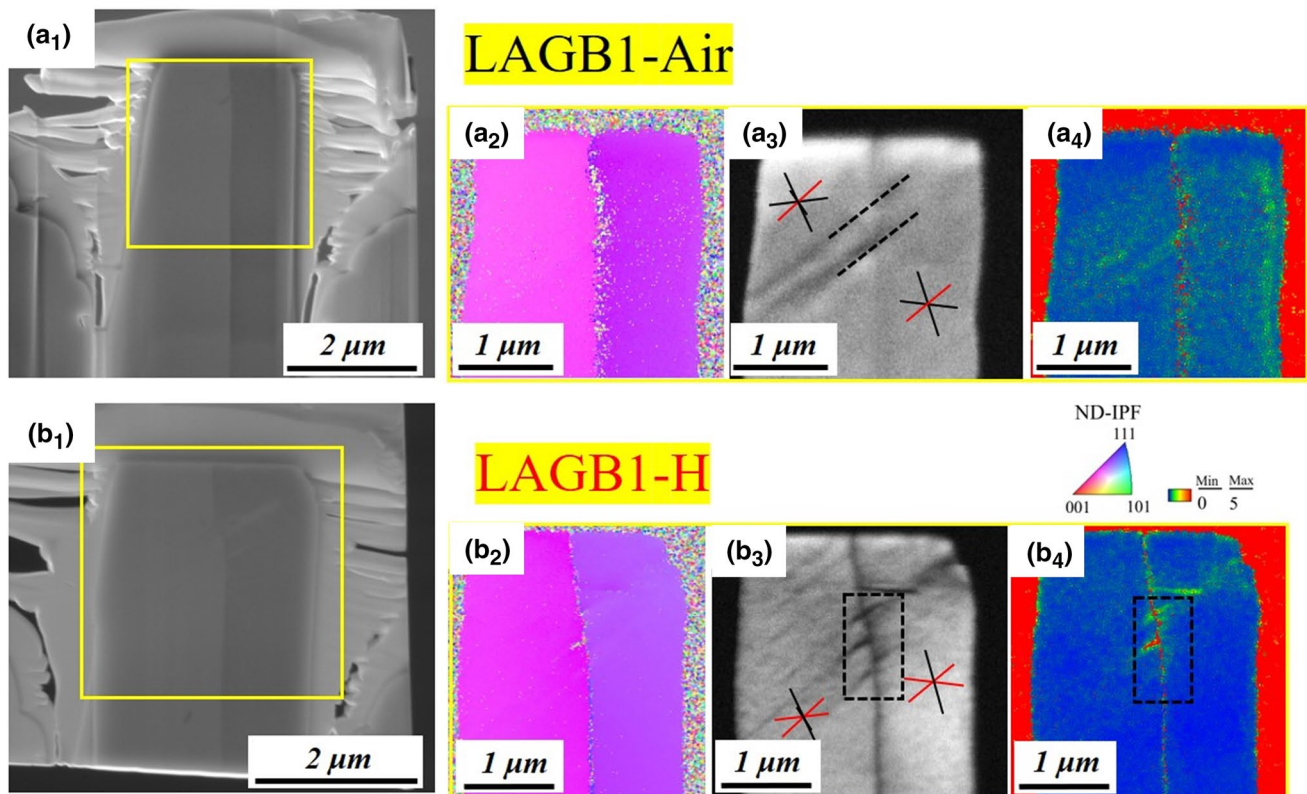 (a₁)
LAGB1-Air
(a₂)
(a₃)
(a₄)
2 μm
1 μm
1 μm
1 μm
(b₁)
LAGB1-H
ND-IPF
111
001
101
Min Max
0 5
(b₂)
(b₃)
(b₄)
2 μm
1 μm
1 μm
1 μm